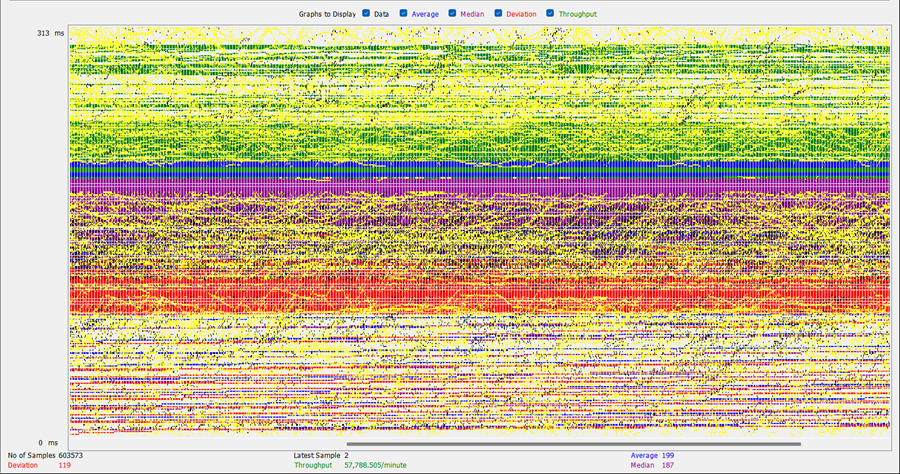 Graphs to Display Data Average Median Deviation Throughput
313 ms
0 ms
No of Samples 603573 Latest Sample 2 Average 199
Deviation 119 Throughput 57,788.505/minute Median 187